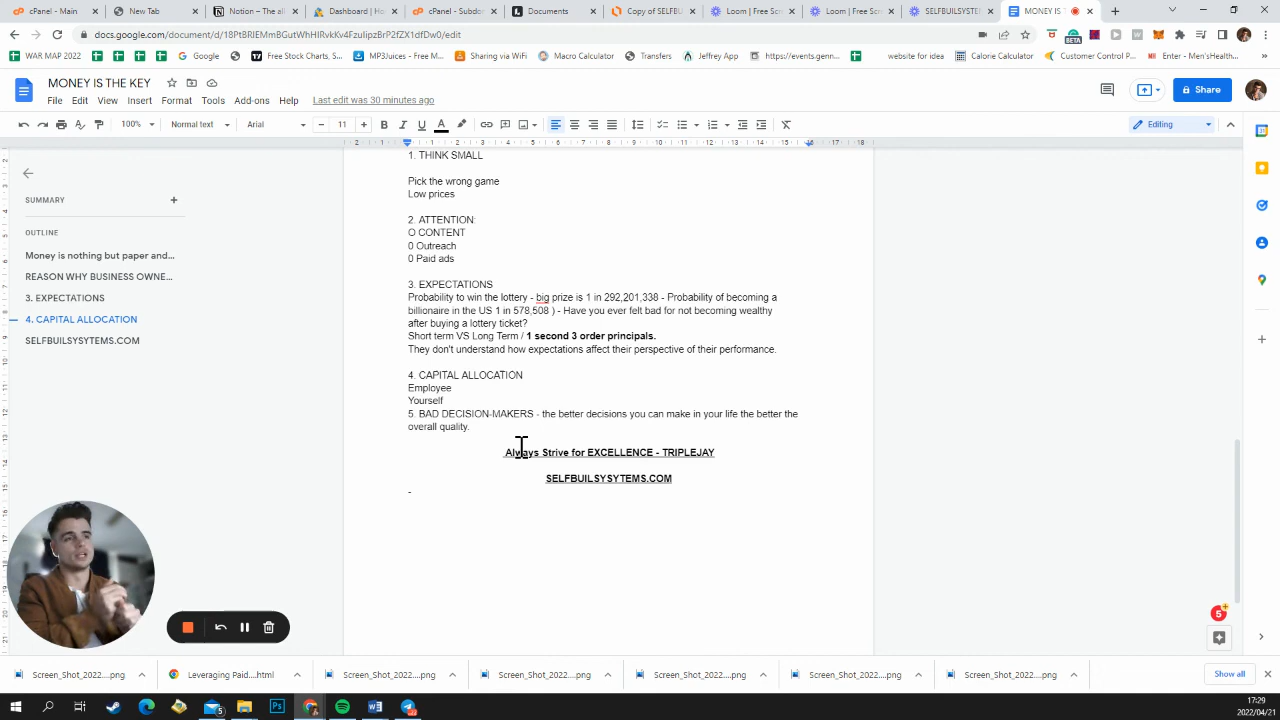 cPanel - Main
New Tab
Notion – The all
Dashboard | Ho
cPanel - Subdor
Documents
Copy of SELFBU
Loom | Free Scr
Loom | Free Scr
SELFBUILSYSTEM
MONEY IS T
docs.google.com/document/d/18PtBRlEMmBGutWhHIRvkKv4FzulipzBrP2fZX1dfDw0/edit
WAR MAP 2022
Google
Free Stock Charts, S...
MP3Juices - M...
Sharing via WiFi
Macro Calculator
Transfers
Jeffrey App
https://events.genn...
website for idea
Calorie Calculator
Current Pacing &...
Enter - Men'sHealth...
MONEY IS THE KEY
File Edit View Insert Format Tools Add-ons Help Last edit was 30 minutes ago
Share
100% Normal text Arial 11 Editing
SUMMARY
OUTLINE
Money is nothing but paper and...
REASON WHY BUSINESS OWNE...
3. EXPECTATIONS
4. CAPITAL ALLOCATION
SELFBUILSYSYTEMS.COM
1. THINK SMALL
Pick the wrong game
Low prices
2. ATTENTION:
O CONTENT
0 Outreach
0 Paid ads
3. EXPECTATIONS
Probability to win the lottery - big prize is 1 in 292,201,338 - Probability of becoming a
billionaire in the US 1 in 578,508 ) - Have you ever felt bad for not becoming wealthy
after buying a lottery ticket?
Short term VS Long Term / 1 second 3 order principals.
They don't understand how expectations affect their perspective of their performance.
4. CAPITAL ALLOCATION
Employee
Yourself
5. BAD DECISION-MAKERS - the better decisions you can make in your life the better the
overall quality.
Always Strive for EXCELLENCE - TRIPLEJAY
SELFBUILSYSYTEMS.COM
-
5
Screen_Shot_2022....png
Leveraging Paid....html
Screen_Shot_2022....png
Screen_Shot_2022....png
Screen_Shot_2022....png
Screen_Shot_2022....png
Screen_Shot_2022....png
Show all
17:29
2022/04/21